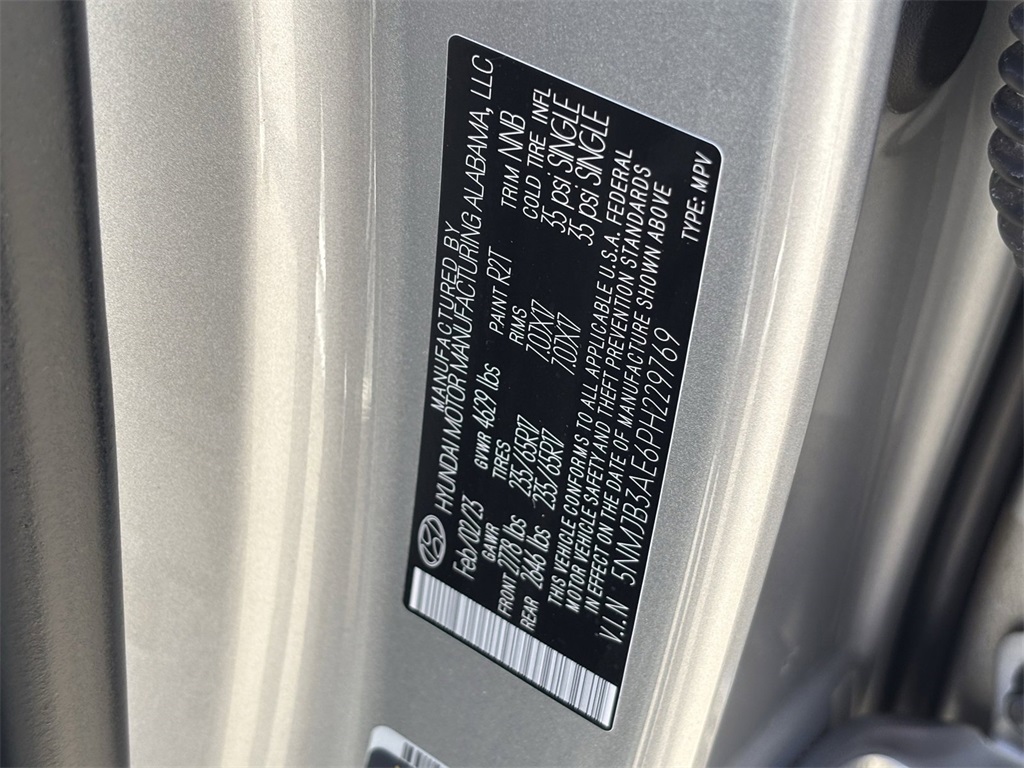 MANUFACTURED BY
HYUNDAI MOTOR MANUFACTURING ALABAMA, LLC
Feb/02/23 GVWR 4629 lbs PAINT R2T TRIM NNB
GAWR TIRES RIMS COLD TIRE INFL
FRONT 2778 lbs 235/65R17 7.0JX17 35 psi SINGLE
REAR 2646 lbs 235/65R17 7.0JX17 35 psi SINGLE
THIS VEHICLE CONFORMS TO ALL APPLICABLE U.S.A. FEDERAL
MOTOR VEHICLE SAFETY AND THEFT PREVENTION STANDARDS
IN EFFECT ON THE DATE OF MANUFACTURE SHOWN ABOVE
V.I.N 5NMJB3AE6PH229769 TYPE: MPV